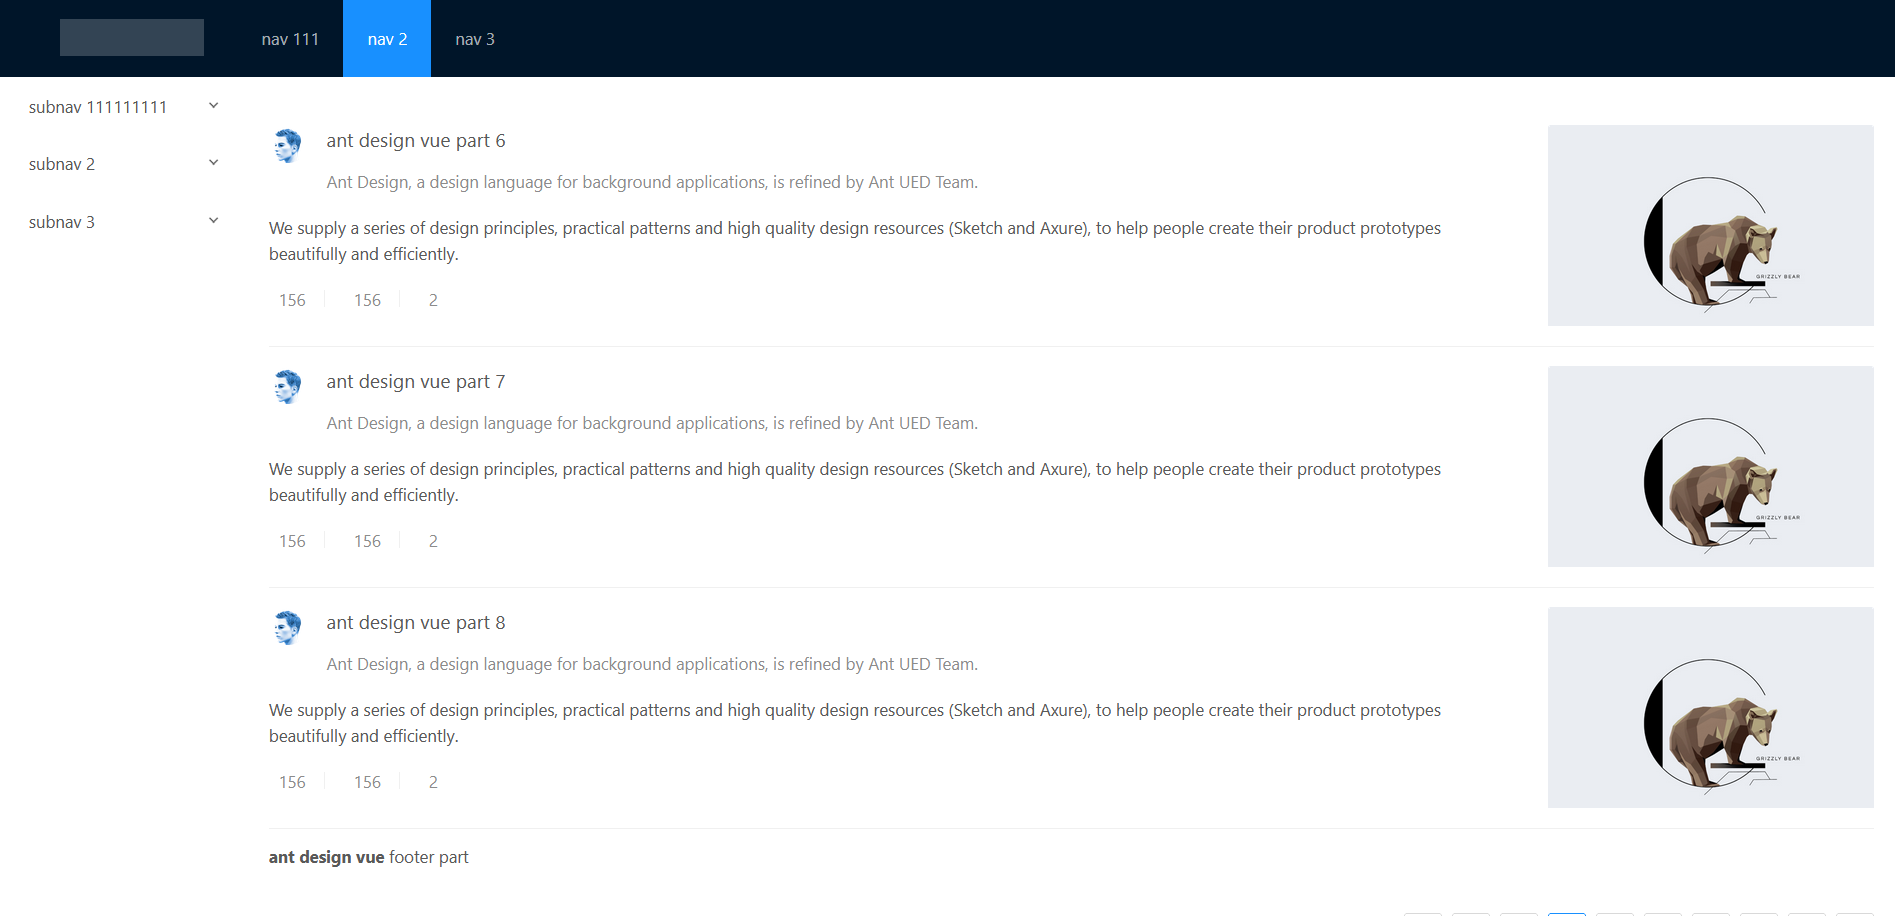 nav 111 nav 2 nav 3
subnav 111111111
subnav 2
subnav 3
ant design vue part 6
Ant Design, a design language for background applications, is refined by Ant UED Team.
We supply a series of design principles, practical patterns and high quality design resources (Sketch and Axure), to help people create their product prototypes
beautifully and efficiently.
156 156 2
GRIZZLY BEAR
ant design vue part 7
Ant Design, a design language for background applications, is refined by Ant UED Team.
We supply a series of design principles, practical patterns and high quality design resources (Sketch and Axure), to help people create their product prototypes
beautifully and efficiently.
156 156 2
GRIZZLY BEAR
ant design vue part 8
Ant Design, a design language for background applications, is refined by Ant UED Team.
We supply a series of design principles, practical patterns and high quality design resources (Sketch and Axure), to help people create their product prototypes
beautifully and efficiently.
156 156 2
GRIZZLY BEAR
ant design vue footer part